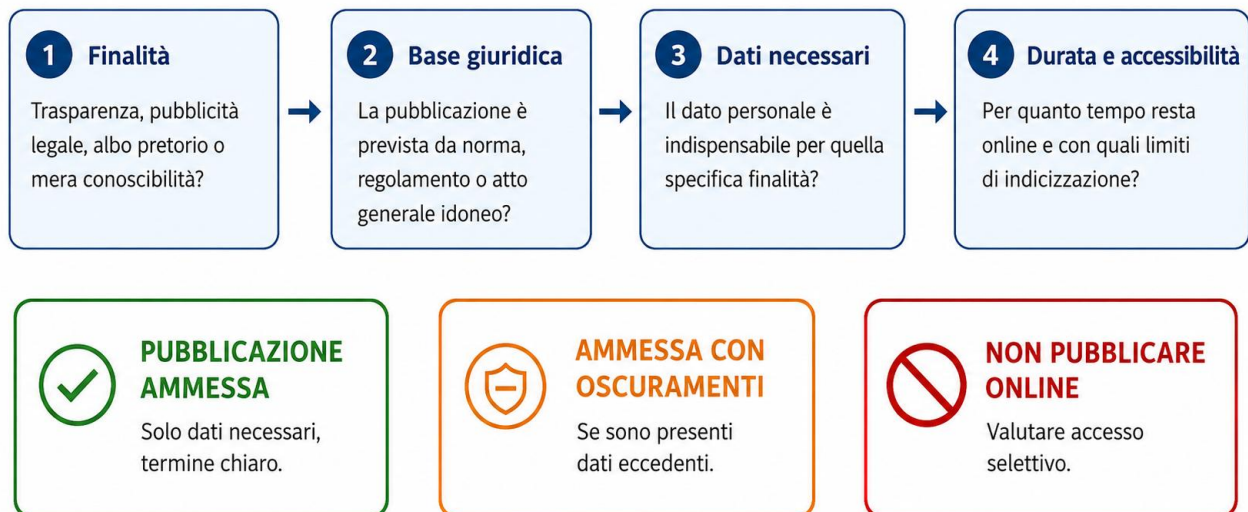 1 Finalità
Trasparenza, pubblicità
legale, albo pretorio o
mera conoscibilità?
2 Base giuridica
La pubblicazione è
prevista da norma,
regolamento o atto
generale idoneo?
3 Dati necessari
Il dato personale è
indispensabile per quella
specifica finalità?
4 Durata e accessibilità
Per quanto tempo resta
online e con quali limiti
di indicizzazione?
PUBBLICAZIONE
AMMESSA
Solo dati necessari,
termine chiaro.
AMMESSA CON
OSCURAMENTI
Se sono presenti
dati eccedenti.
NON PUBBLICARE
ONLINE
Valutare accesso
selettivo.